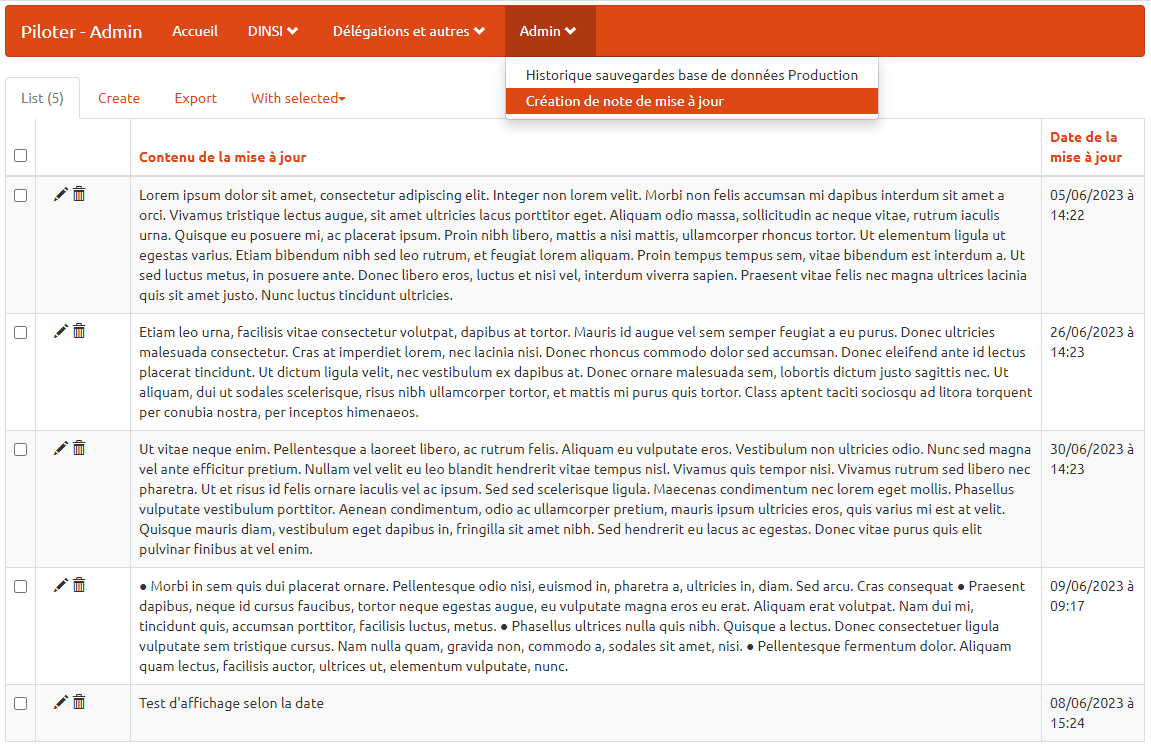 Piloter - Admin Accueil DINSI Délégations et autres Admin
Historique sauvegardes base de données Production
Création de note de mise à jour
List (5) Create Export With selected
Contenu de la mise à jour
Date de la
mise à jour
Lorem ipsum dolor sit amet, consectetur adipiscing elit. Integer non lorem velit. Morbi non felis accumsan mi dapibus interdum sit amet a
orci. Vivamus tristique lectus augue, sit amet ultricies lacus porttitor eget. Aliquam odio massa, sollicitudin ac neque vitae, rutrum iaculis
urna. Quisque eu posuere mi, ac placerat ipsum. Proin nibh libero, mattis a nisi mattis, ullamcorper rhoncus tortor. Ut elementum ligula ut
egestas varius. Etiam bibendum nibh sed leo rutrum, et feugiat lorem aliquam. Proin tempus tempus sem, vitae bibendum est interdum a. Ut
sed luctus metus, in posuere ante. Donec libero eros, luctus et nisi vel, interdum viverra sapien. Praesent vitae felis nec magna ultrices lacinia
quis sit amet justo. Nunc luctus tincidunt ultricies.
05/06/2023 à
14:22
Etiam leo urna, facilisis vitae consectetur volutpat, dapibus at tortor. Mauris id augue vel sem semper feugiat a eu purus. Donec ultricies
malesuada consectetur. Cras at imperdiet lorem, nec lacinia nisi. Donec rhoncus commodo dolor sed accumsan. Donec eleifend ante id lectus
placerat tincidunt. Ut dictum ligula velit, nec vestibulum ex dapibus at. Donec ornare malesuada sem, lobortis dictum justo sagittis nec. Ut
aliquam, dui ut sodales scelerisque, risus nibh ullamcorper tortor, et mattis mi purus quis tortor. Class aptent taciti sociosqu ad litora torquent
per conubia nostra, per inceptos himenaeos.
26/06/2023 à
14:23
Ut vitae neque enim. Pellentesque a laoreet libero, ac rutrum felis. Aliquam eu vulputate eros. Vestibulum non ultricies odio. Nunc sed magna
vel ante efficitur pretium. Nullam vel velit eu leo blandit hendrerit vitae tempus nisl. Vivamus quis tempor nisi. Vivamus rutrum sed libero nec
pharetra. Ut et risus id felis ornare iaculis vel ac ipsum. Sed sed scelerisque ligula. Maecenas condimentum nec lorem eget mollis. Phasellus
vulputate vestibulum porttitor. Aenean condimentum, odio ac ullamcorper pretium, mauris ipsum ultricies eros, quis varius mi est at velit.
Quisque mauris diam, vestibulum eget dapibus in, fringilla sit amet nibh. Sed hendrerit eu lacus ac egestas. Donec vitae purus quis elit
pulvinar finibus at vel enim.
30/06/2023 à
14:23
● Morbi in sem quis dui placerat ornare. Pellentesque odio nisi, euismod in, pharetra a, ultricies in, diam. Sed arcu. Cras consequat ● Praesent
dapibus, neque id cursus faucibus, tortor neque egestas augue, eu vulputate magna eros eu erat. Aliquam erat volutpat. Nam dui mi,
tincidunt quis, accumsan porttitor, facilisis luctus, metus. ● Phasellus ultrices nulla quis nibh. Quisque a lectus. Donec consectetuer ligula
vulputate sem tristique cursus. Nam nulla quam, gravida non, commodo a, sodales sit amet, nisi. ● Pellentesque fermentum dolor. Aliquam
quam lectus, facilisis auctor, ultrices ut, elementum vulputate, nunc.
09/06/2023 à
09:17
Test d'affichage selon la date
08/06/2023 à
15:24